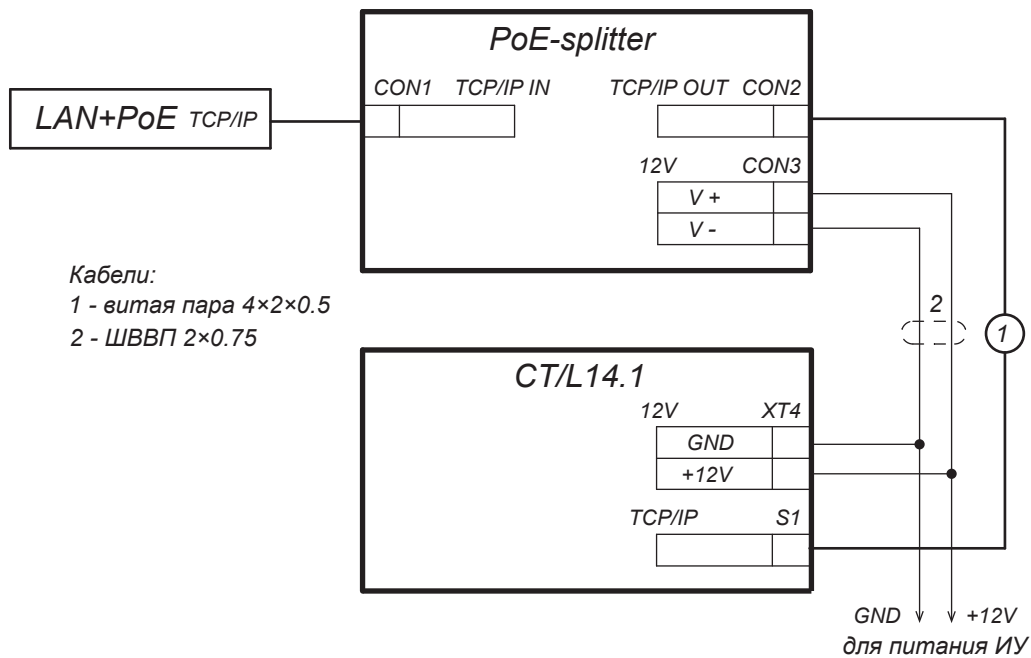 PoE-splitter
CON1 TCP/IP IN TCP/IP OUT CON2
LAN+PoE TCP/IP
12V CON3
V +
V -
Кабели:
1 - витая пара 4×2×0.5
2 - ШВВП 2×0.75
2
1
CT/L14.1
12V XT4
GND
+12V
TCP/IP S1
GND +12V
для питания ИУ